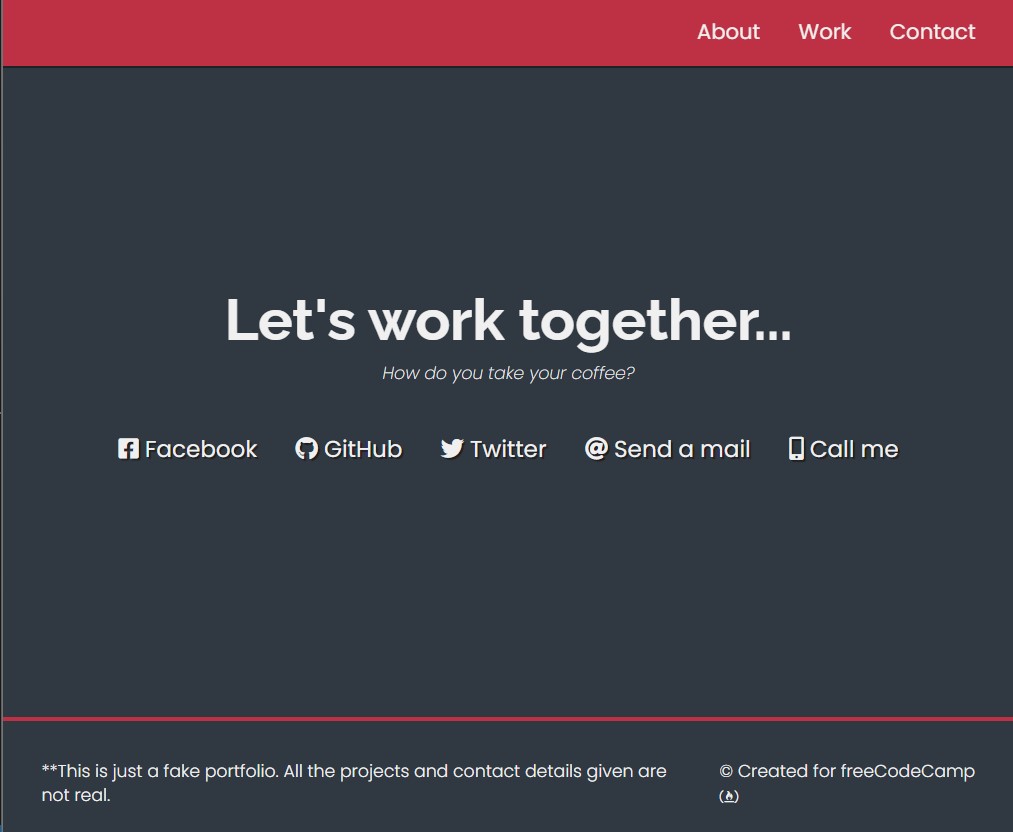 About Work Contact
Let's work together...
How do you take your coffee?
Facebook GitHub Twitter @ Send a mail Call me
**This is just a fake portfolio. All the projects and contact details given are
not real.
© Created for freeCodeCamp